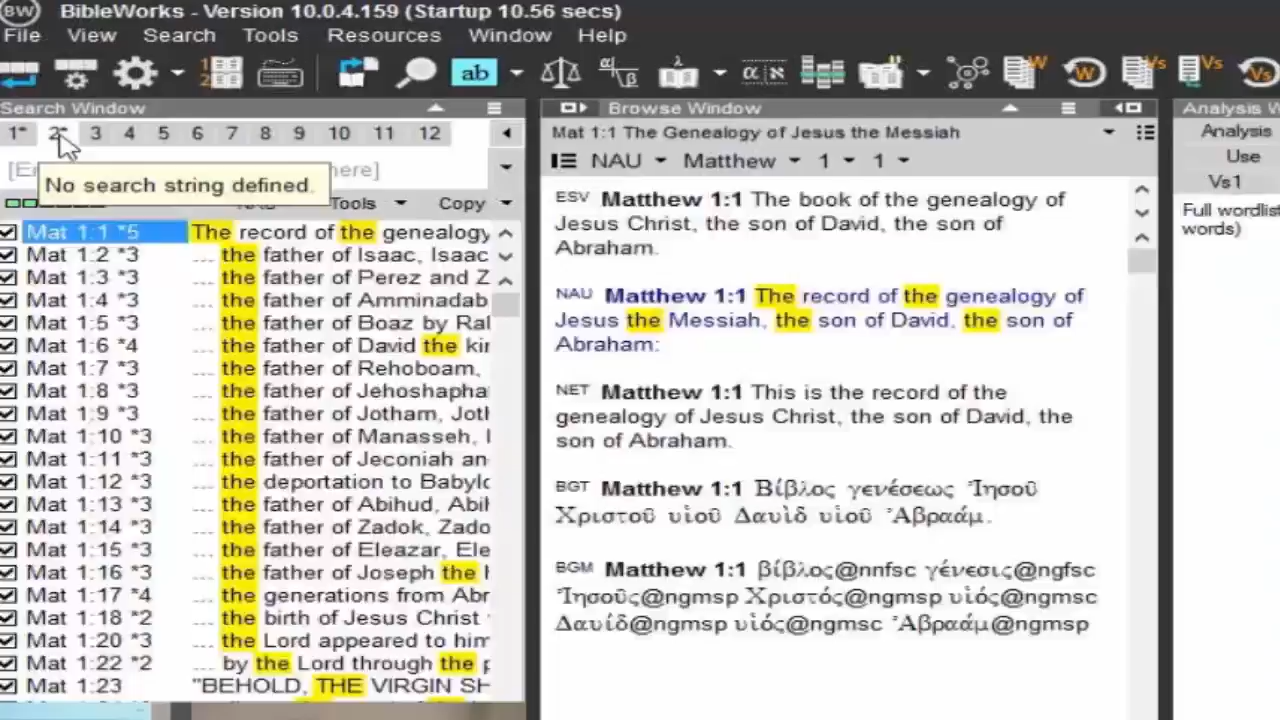 BW BibleWorks - Version 10.0.4.159 (Startup 10.56 secs)
File View Search Tools Resources Window Help
1 2 ab α/β λ α א W W Vs Vs Vs
Search Window
1* 2* 3 4 5 6 7 8 9 10 11 12
[En here]
No search string defined.
Tools Copy
Mat 1:1 *5 The record of the genealogy
Mat 1:2 *3 ... the father of Isaac, Isaac
Mat 1:3 *3 ... the father of Perez and Z
Mat 1:4 *3 ... the father of Amminadab
Mat 1:5 *3 ... the father of Boaz by Ral
Mat 1:6 *4 ... the father of David the kin
Mat 1:7 *3 ... the father of Rehoboam,
Mat 1:8 *3 ... the father of Jehoshapha
Mat 1:9 *3 ... the father of Jotham, Joth
Mat 1:10 *3 ... the father of Manasseh,
Mat 1:11 *3 ... the father of Jeconiah an
Mat 1:12 *3 ... the deportation to Babylo
Mat 1:13 *3 ... the father of Abihud, Abih
Mat 1:14 *3 ... the father of Zadok, Zado
Mat 1:15 *3 ... the father of Eleazar, Ele
Mat 1:16 *3 ... the father of Joseph the
Mat 1:17 *4 ... the generations from Abr
Mat 1:18 *2 ... the birth of Jesus Christ
Mat 1:20 *3 ... the Lord appeared to him
Mat 1:22 *2 ... by the Lord through the p
Mat 1:23 "BEHOLD, THE VIRGIN SH
Browse Window
Mat 1:1 The Genealogy of Jesus the Messiah
NAU Matthew 1 1
ESV Matthew 1:1 The book of the genealogy of
Jesus Christ, the son of David, the son of
Abraham.
NAU Matthew 1:1 The record of the genealogy of
Jesus the Messiah, the son of David, the son of
Abraham:
NET Matthew 1:1 This is the record of the
genealogy of Jesus Christ, the son of David, the
son of Abraham.
BGT Matthew 1:1 Βίβλος γενέσεως Ἰησοῦ
Χριστοῦ υἱοῦ Δαυὶδ υἱοῦ Ἀβραάμ.
BGM Matthew 1:1 βίβλος@nnfsc γένεσις@ngfsc
Ἰησοῦς@ngmsp Χριστός@ngmsp υἱός@ngmsc
Δαυίδ@ngmsp υἱός@ngmsc Ἀβραάμ@ngmsp
Analysis W
Analysis
Use
Vs1
Full wordlist
words)